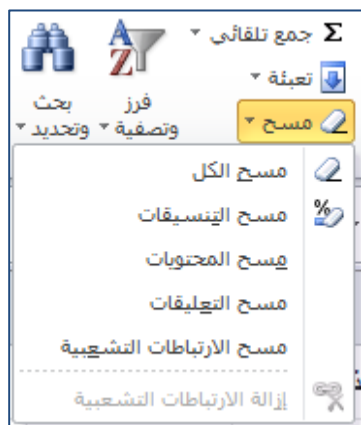 Σ جمع تلقائي
تعبئة
مسح
فرز
وتصفية
بحث
وتحديد
مسح الكل
مسح التنسيقات
مسح المحتويات
مسح التعليقات
مسح الارتباطات التشعبية
إزالة الارتباطات التشعبية